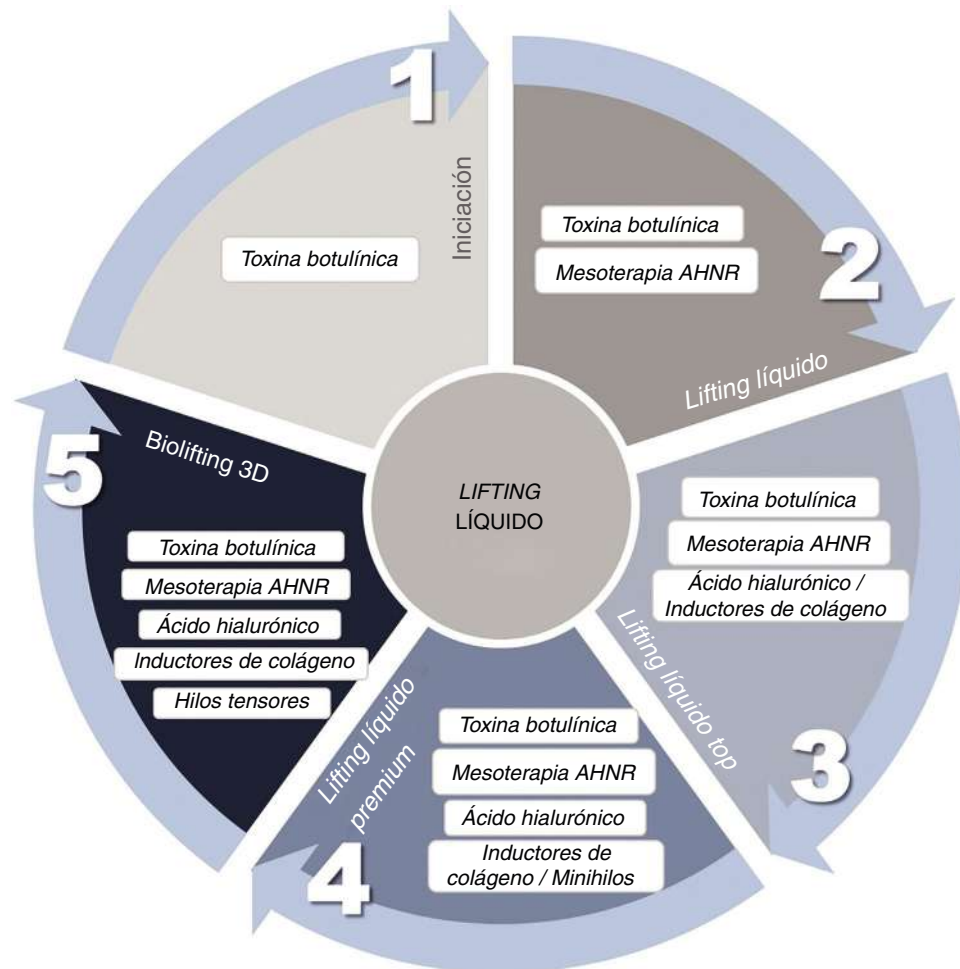 1
Iniciación
Toxina botulínica
2
Toxina botulínica
Mesoterapia AHNR
Lifting líquido
3
Toxina botulínica
Mesoterapia AHNR
Ácido hialurónico /
Inductores de colágeno
Lifting líquido top
4
Lifting líquido
premium
Toxina botulínica
Mesoterapia AHNR
Ácido hialurónico
Inductores de
colágeno / Minihilos
5
Biolifting 3D
Toxina botulínica
Mesoterapia AHNR
Ácido hialurónico
Inductores de colágeno
Hilos tensores
LIFTING
LÍQUIDO